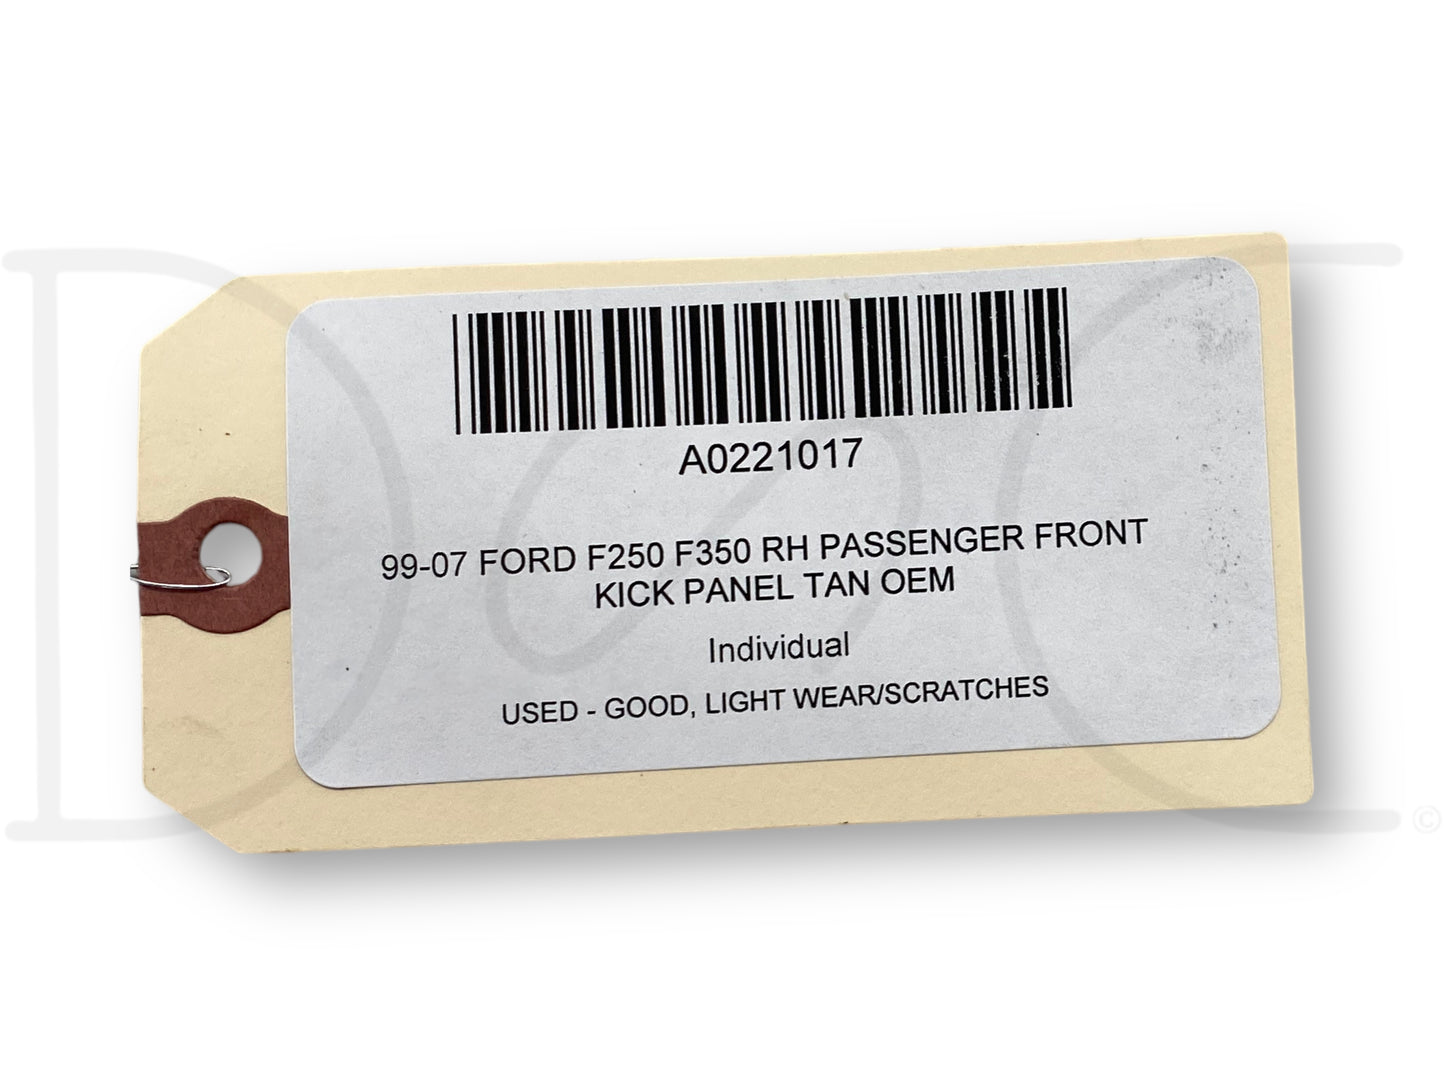 A0221017
99-07 FORD F250 F350 RH PASSENGER FRONT
KICK PANEL TAN OEM
Individual
USED - GOOD, LIGHT WEAR/SCRATCHES
©